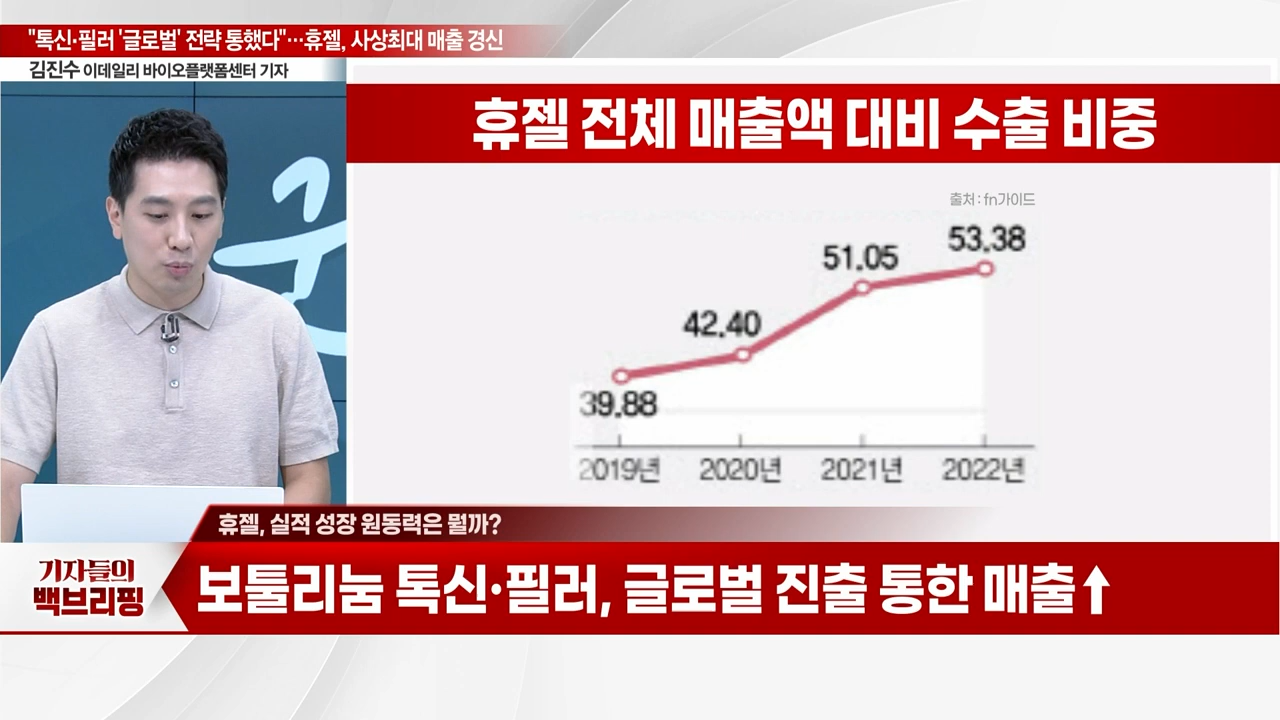 "톡신·필러 '글로벌' 전략 통했다"…휴젤, 사상최대 매출 경신
김진수 이데일리 바이오플랫폼센터 기자
휴젤 전체 매출액 대비 수출 비중
출처 : fn가이드
53.38
51.05
42.40
39.88
2019년 2020년 2021년 2022년
휴젤, 실적 성장 원동력은 뭘까?
기자들의
백브리핑
보툴리눔 톡신·필러, 글로벌 진출 통한 매출↑